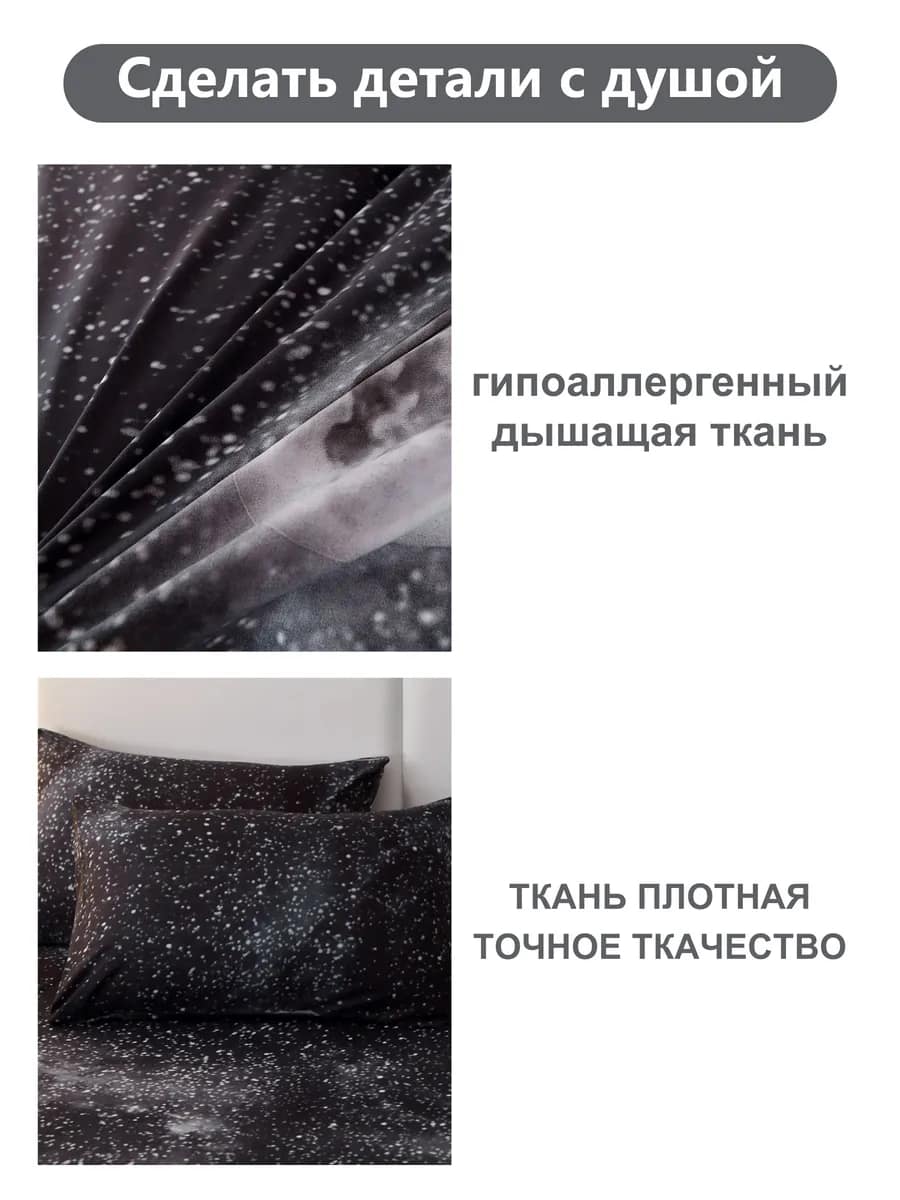 Сделать детали с душой
гипоаллергенный
дышащая ткань
ТКАНЬ ПЛОТНАЯ
ТОЧНОЕ ТКАЧЕСТВО